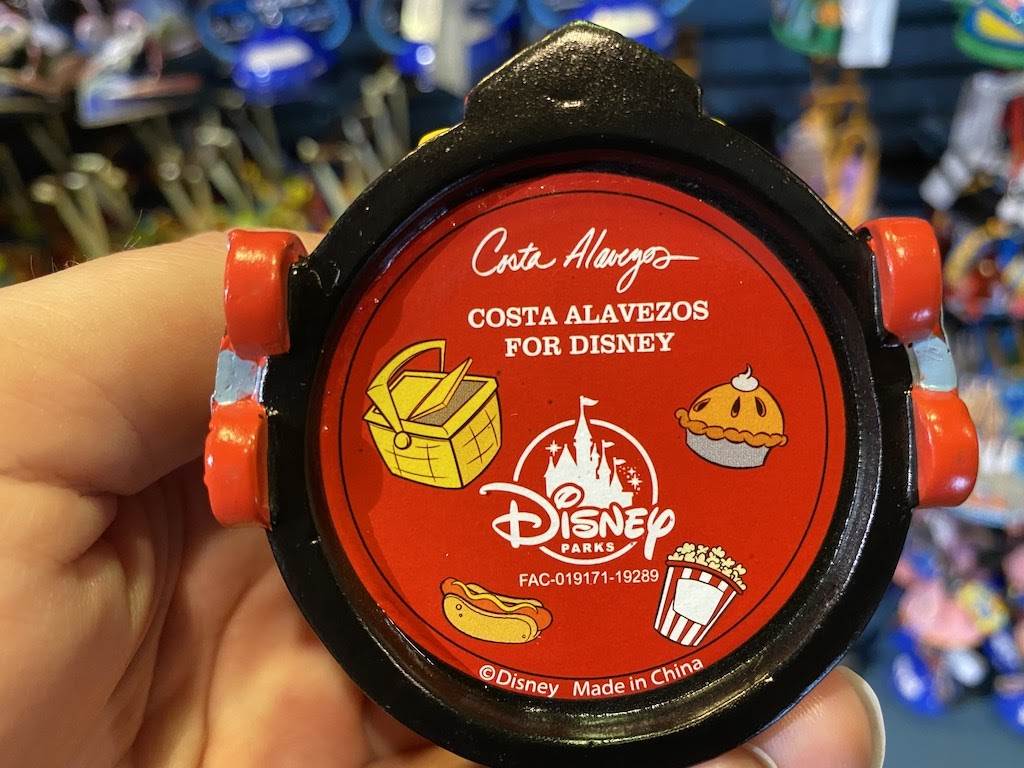 Costa Alavezos
COSTA ALAVEZOS
FOR DISNEY
DISNEY
PARKS
FAC-019171-19289
©Disney Made in China